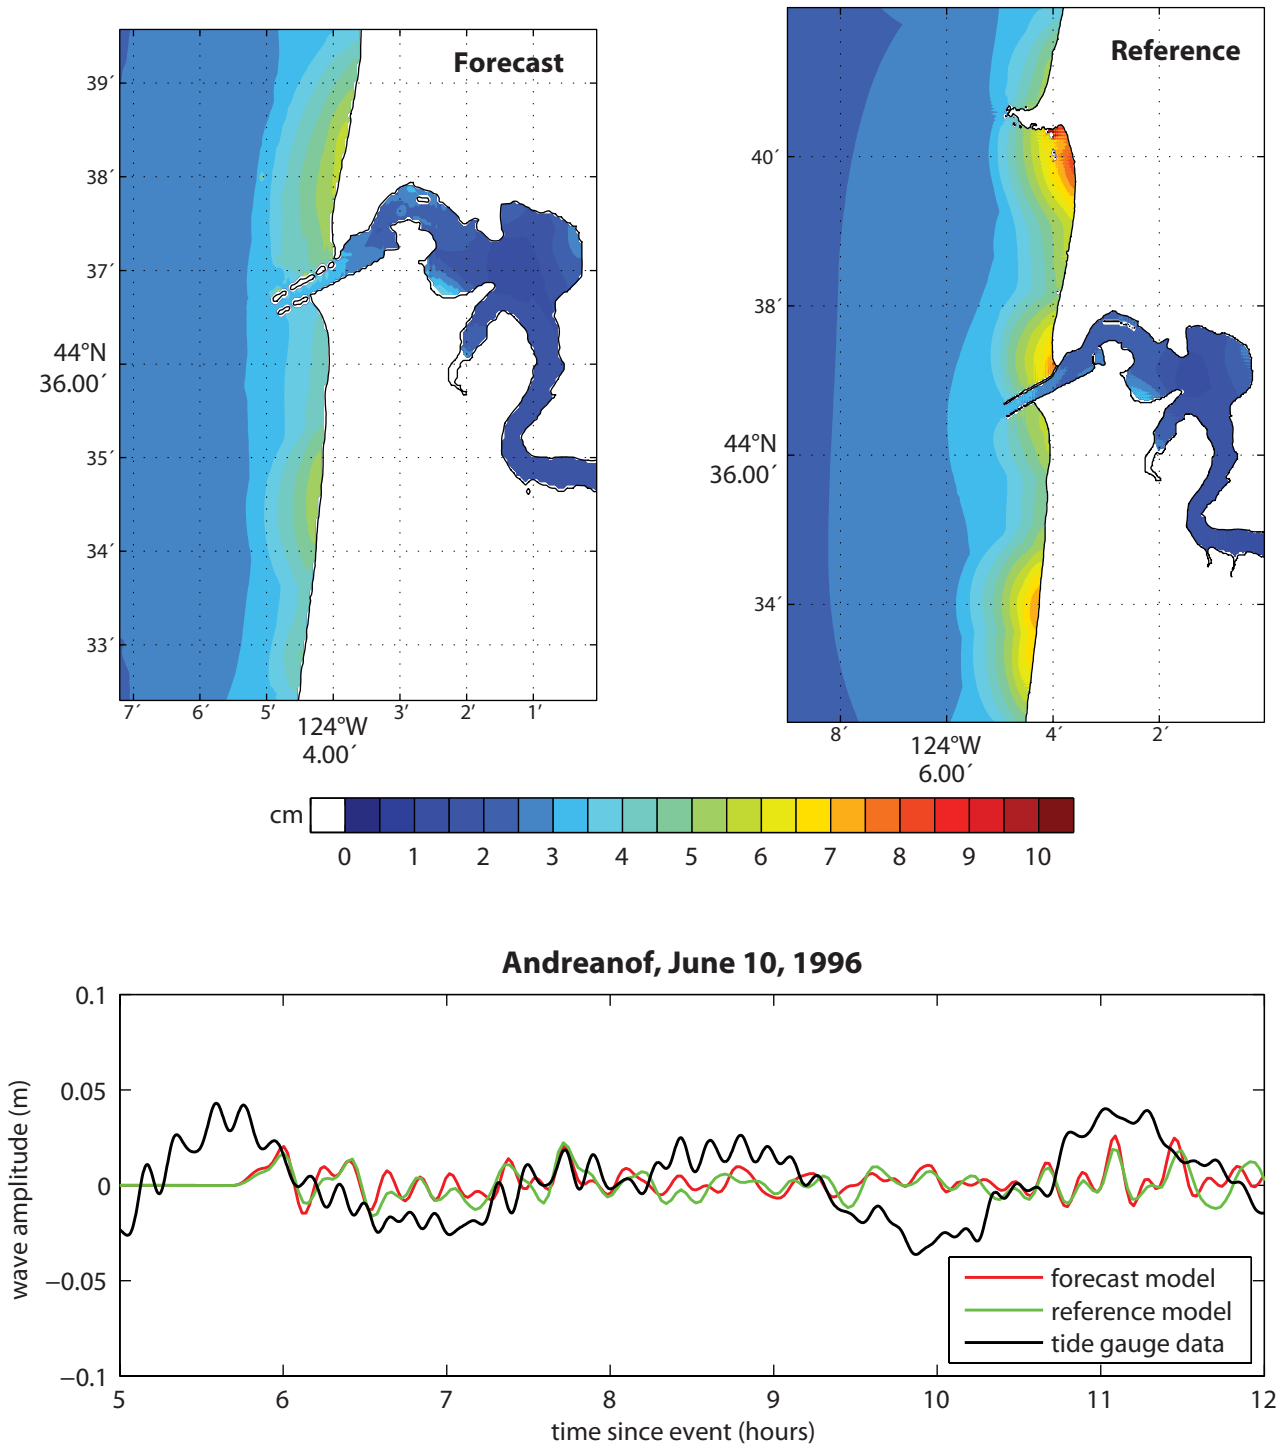 Forecast
39´
38´
37´
44°N
36.00´
35´
34´
33´
7´
6´
5´
124°W
4.00´
3´
2´
1´
Reference
40´
38´
44°N
36.00´
34´
8´
124°W
6.00´
4´
2´
cm
0 1 2 3 4 5 6 7 8 9 10
Andreanof, June 10, 1996
wave amplitude (m)
0.1
0.05
0
−0.05
−0.1
forecast model
reference model
tide gauge data
5 6 7 8 9 10 11 12
time since event (hours)